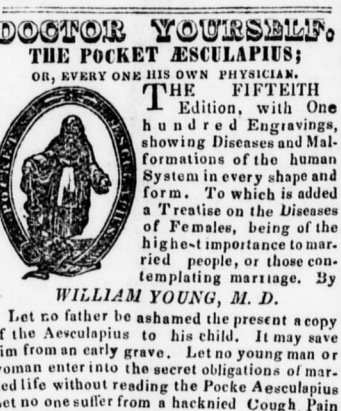 DOCTOR YOURSELF.
THE POCKET ÆSCULAPIUS;
OR, EVERY ONE HIS OWN PHYSICIAN.
THE FIFTEITH
Edition, with One
hundred Engravings,
showing Diseases and Mal-
formations of the human
System in every shape and
form. To which is added
a Treatise on the Diseases
of Females, being of the
highest importance to mar-
ried people, or those con-
templating marriage. By
WILLIAM YOUNG, M. D.
Let no father be ashamed the present a copy
f the Aesculapius to his child. It may save
im from an early grave. Let no young man or
woman enter into the secret obligations of mar-
ed life without reading the Pocke Aesculapius
et no one suffer from a hacknied Cough, Pain
POCKET ÆSCULAPIUS